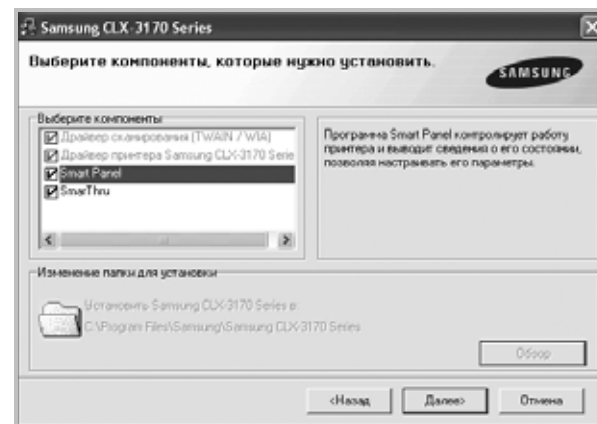 Samsung CLX-3170 Series
Выберите компоненты, которые нужно установить.
SAMSUNG
Выберите компоненты
Драйвер сканирования (TWAIN / WIA)
Драйвер принтера Samsung CLX-3170 Serie
Smart Panel
SmarThru
Программа Smart Panel контролирует работу
принтера и выводит сведения о его состоянии,
позволяя настраивать его параметры.
Изменение папки для установки
Установить Samsung CLX-3170 Series в:
C:\Program Files\Samsung\Samsung CLX-3170 Series
Обзор
<Назад
Далее>
Отмена